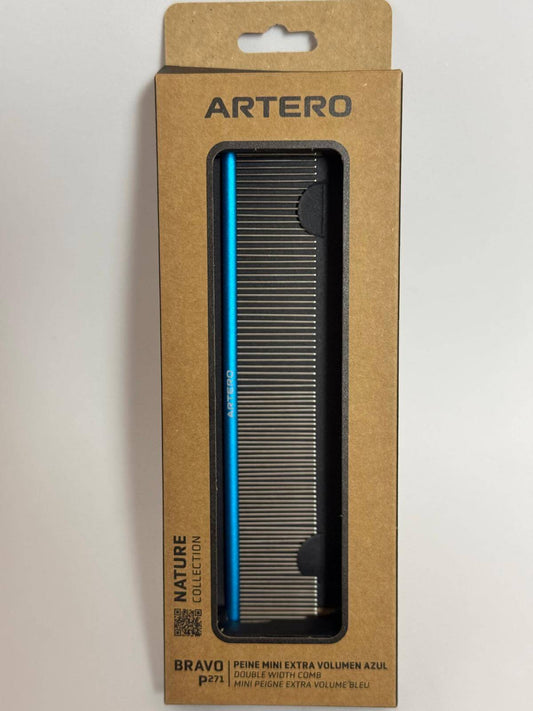 ARTERO
ARTERO
NATURE
COLLECTION
BRAVO
P271
PEINE MINI EXTRA VOLUMEN AZUL
DOUBLE WIDTH COMB
MINI PEIGNE EXTRA VOLUME BLEU